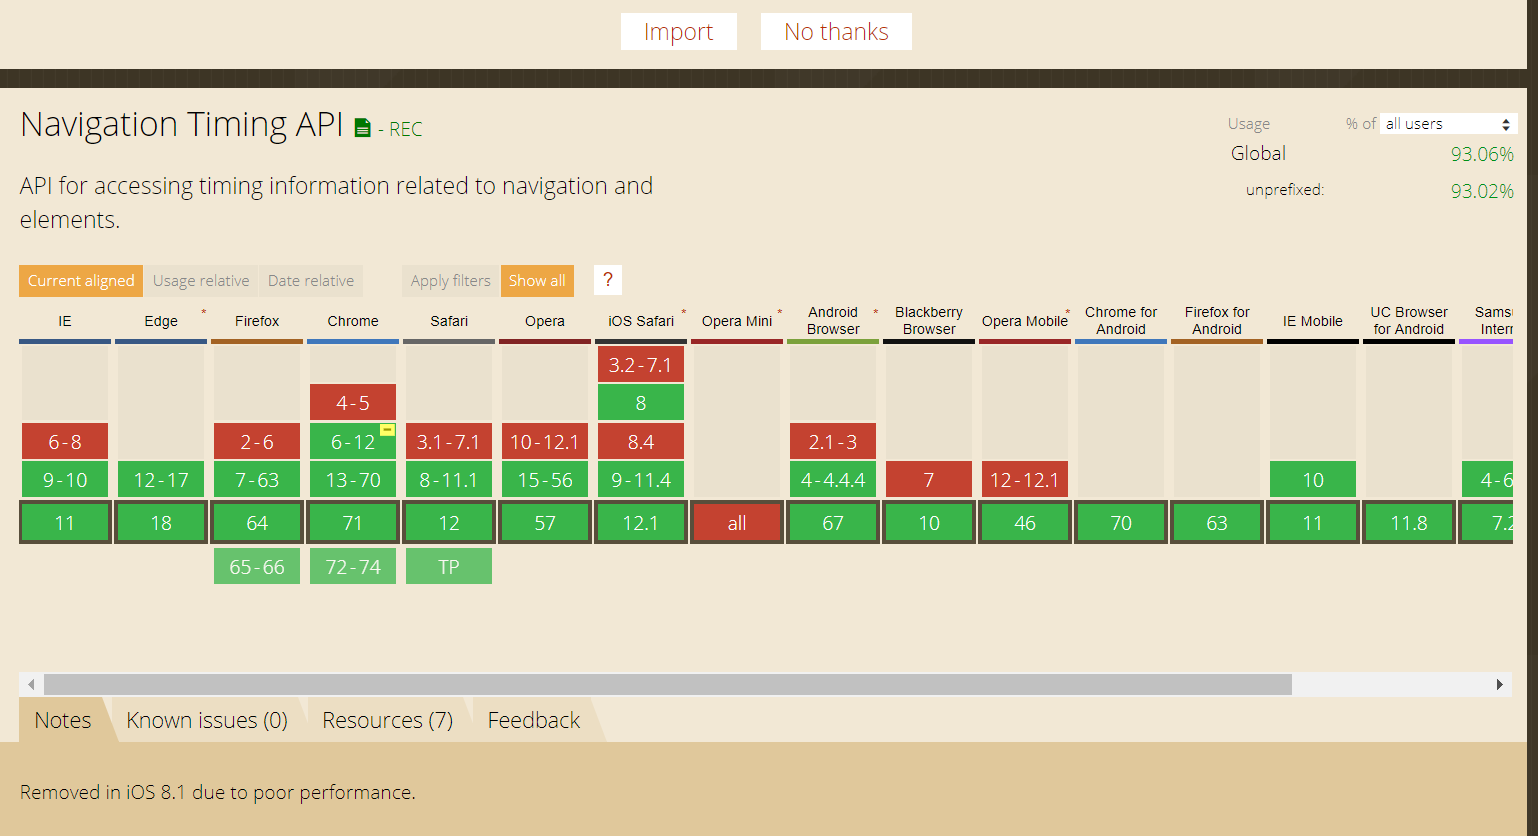 Import No thanks
Navigation Timing API - REC
Usage % of all users
Global 93.06%
unprefixed: 93.02%
API for accessing timing information related to navigation and
elements.
Current aligned Usage relative Date relative Apply filters Show all ?
IE Edge * Firefox Chrome Safari Opera iOS Safari * Opera Mini * Android Browser * Blackberry Browser Opera Mobile * Chrome for Android Firefox for Android IE Mobile UC Browser for Android
3.2-7.1
4-5 8
6-8 2-6 6-12 3.1-7.1 10-12.1 8.4 2.1-3
9-10 12-17 7-63 13-70 8-11.1 15-56 9-11.4 4-4.4.4 7 12-12.1 10 4-6
11 18 64 71 12 57 12.1 all 67 10 46 70 63 11 11.8 7.2
65-66 72-74 TP
Notes Known issues (0) Resources (7) Feedback
Removed in iOS 8.1 due to poor performance.